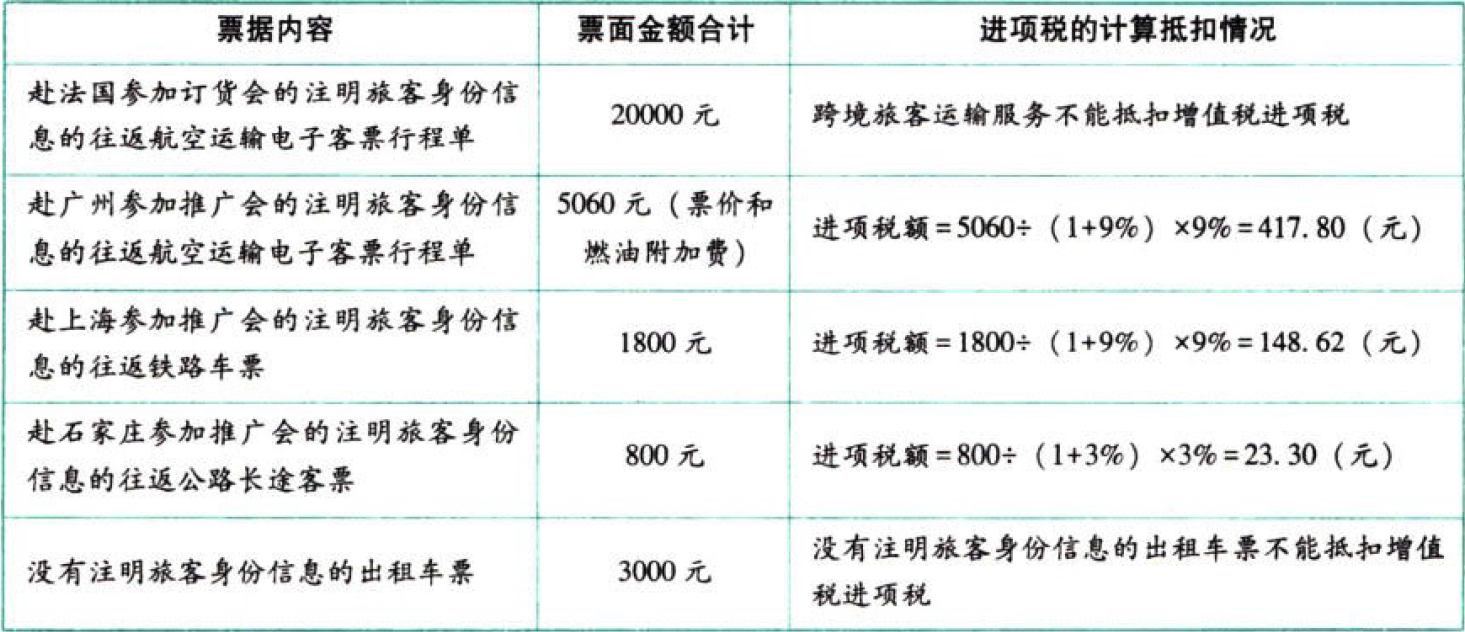 票据内容 票面金额合计 进项税的计算抵扣情况
赴法国参加订货会的注明旅客身份信
息的往返航空运输电子客票行程单
20000 元
跨境旅客运输服务不能抵扣增值税进项税
赴广州参加推广会的注明旅客身份信
息的往返航空运输电子客票行程单
5060 元（票价和
燃油附加费）
进项税额=5060÷（1+9%）×9%=417.80（元）
赴上海参加推广会的注明旅客身份信
息的往返铁路车票
1800 元
进项税额=1800÷（1+9%）×9%=148.62（元）
赴石家庄参加推广会的注明旅客身份
信息的往返公路长途客票
800 元
进项税额=800÷（1+3%）×3%=23.30（元）
没有注明旅客身份信息的出租车票
3000 元
没有注明旅客身份信息的出租车票不能抵扣增值
税进项税